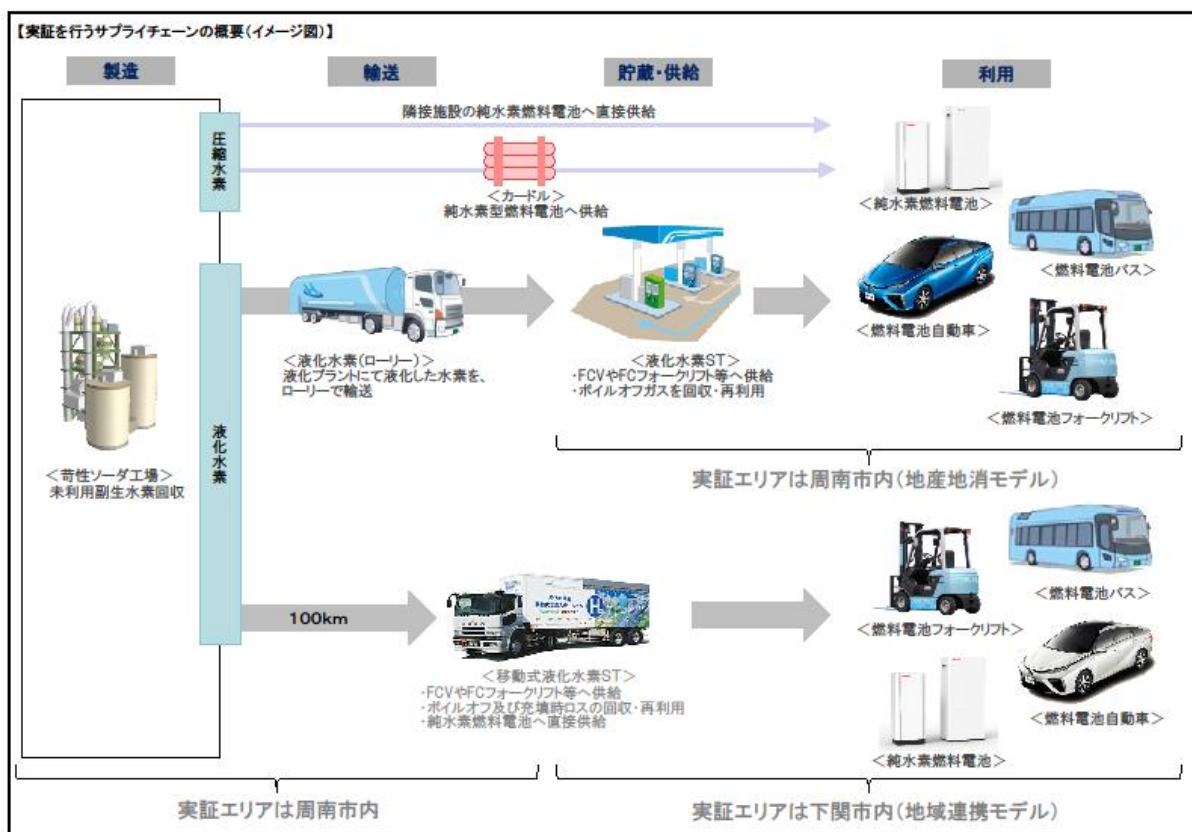 【実証を行うサプライチェーンの概要(イメージ図)】
製造
輸送
貯蔵・供給
利用
圧縮水素
隣接施設の純水素燃料電池へ直接供給
<カードル>
純水素型燃料電池へ供給
<純水素燃料電池>
<燃料電池バス>
<燃料電池自動車>
<燃料電池フォークリフト>
液化水素
<液化水素(ローリー)>
液化プラントにて液化した水素を、
ローリーで輸送
<液化水素ST>
・FCVやFCフォークリフト等へ供給
・ボイルオフガスを回収・再利用
<苛性ソーダ工場>
未利用副生水素回収
実証エリアは周南市内(地産地消モデル)
100km
<移動式液化水素ST>
・FCVやFCフォークリフト等へ供給
・ボイルオフ及び充填時ロスの回収・再利用
・純水素燃料電池へ直接供給
<燃料電池バス>
<燃料電池フォークリフト>
<燃料電池自動車>
<純水素燃料電池>
実証エリアは周南市内
実証エリアは下関市内(地域連携モデル)